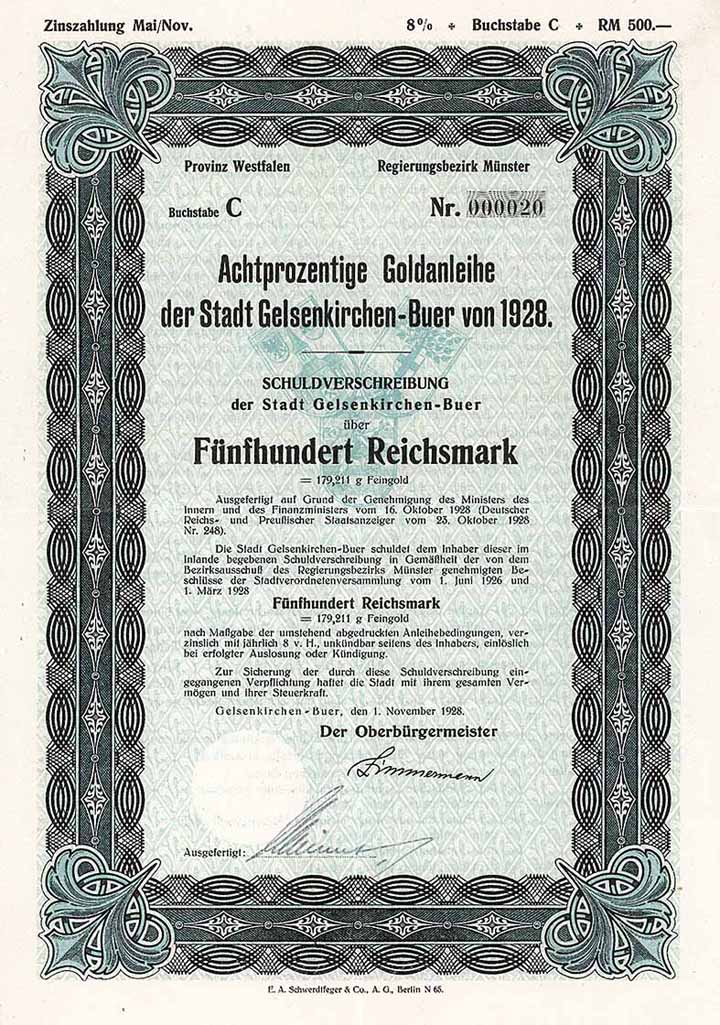 Zinszahlung Mai/Nov.
8% ÷ Buchstabe C ÷ RM 500.—
Provinz Westfalen
Regierungsbezirk Münster
Buchstabe C
Nr. 000020
Achtprozentige Goldanleihe
der Stadt Gelsenkirchen-Buer von 1928.
SCHULDVERSCHREIBUNG
der Stadt Gelsenkirchen-Buer
über
Fünfhundert Reichsmark
= 179,211 g Feingold
Ausgefertigt auf Grund der Genehmigung des Ministers des
Innern und des Finanzministers vom 16. Oktober 1928 (Deutscher
Reichs- und Preußischer Staatsanzeiger vom 23. Oktober 1928
Nr. 248).
Die Stadt Gelsenkirchen-Buer schuldet dem Inhaber dieser im
Inlande begebenen Schuldverschreibung in Gemäßheit der von dem
Bezirksausschuß des Regierungsbezirks Münster genehmigten Be-
schlüsse der Stadtverordnetenversammlung vom 1. Juni 1926 und
1. März 1928
Fünfhundert Reichsmark
= 179,211 g Feingold
nach Maßgabe der umstehend abgedruckten Anleihebedingungen, ver-
zinslich mit jährlich 8 v. H., unkündbar seitens des Inhabers, einlöslich
bei erfolgter Auslosung oder Kündigung.
Zur Sicherung der durch diese Schuldverschreibung ein-
gegangenen Verpflichtung haftet die Stadt mit ihrem gesamten Ver-
mögen und ihrer Steuerkraft.
Gelsenkirchen-Buer, den 1. November 1928.
Der Oberbürgermeister
Zimmermann
Ausgefertigt:
E. A. Schwerdtfeger & Co., A. G., Berlin N 65.